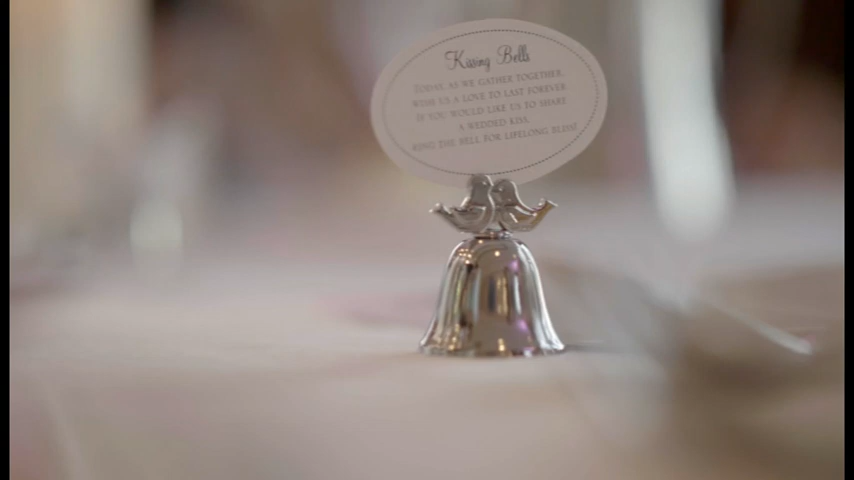 Kissing Bells
TODAY, AS WE GATHER TOGETHER,
WISH US A LOVE TO LAST FOREVER.
IF YOU WOULD LIKE US TO SHARE
A WEDDED KISS,
RING THE BELL FOR LIFELONG BLISS!